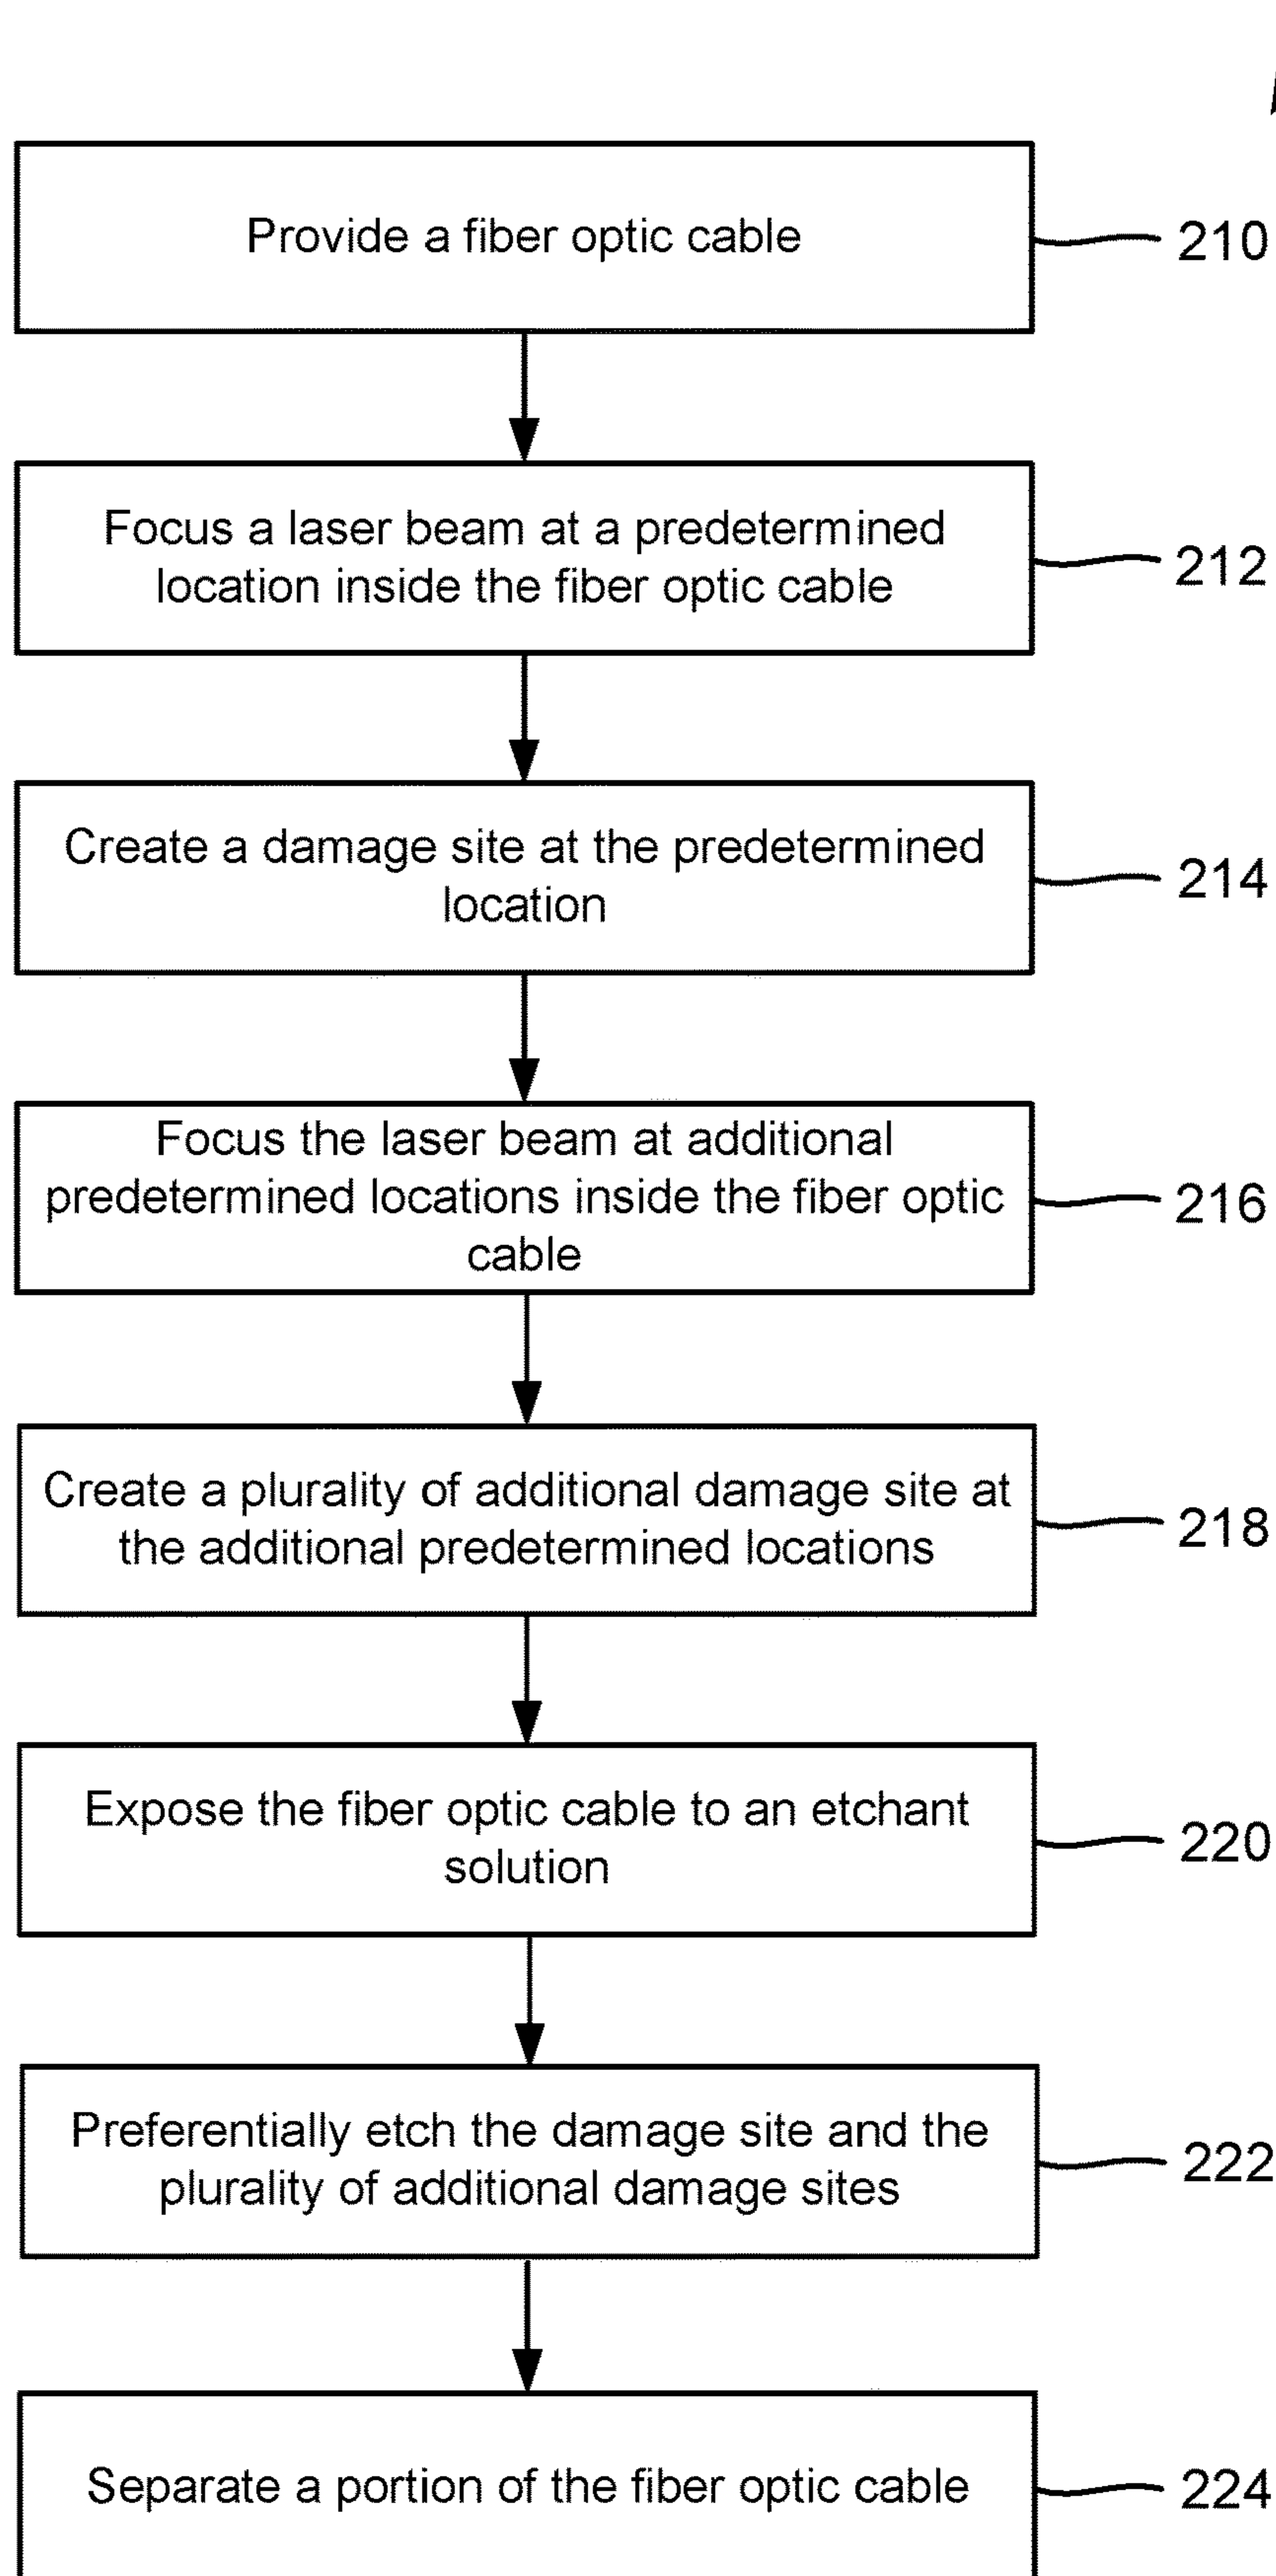 Provide a fiber optic cable
210
Focus a laser beam at a predetermined
location inside the fiber optic cable
212
Create a damage site at the predetermined
location
214
Focus the laser beam at additional
predetermined locations inside the fiber optic
cable
216
Create a plurality of additional damage site at
the additional predetermined locations
218
Expose the fiber optic cable to an etchant
solution
220
Preferentially etch the damage site and the
plurality of additional damage sites
222
Separate a portion of the fiber optic cable
224